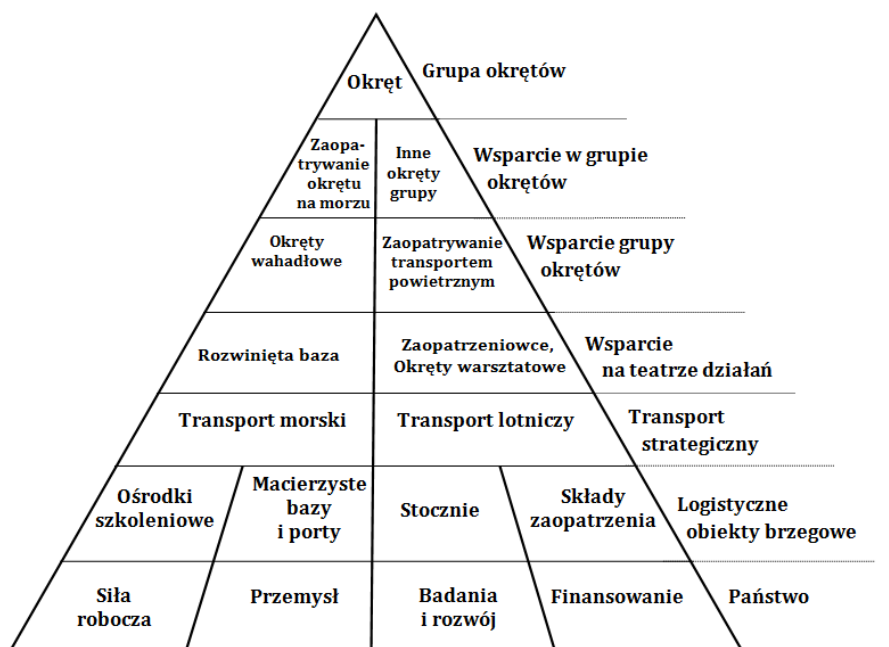 Okręt
Grupa okrętów
Zaopa-
trywanie
okrętu
na morzu
Inne
okręty
grupy
Wsparcie w grupie
okrętów
Okręty
wahadłowe
Zaopatrywanie
transportem
powietrznym
Wsparcie grupy
okrętów
Rozwinięta baza
Zaopatrzeniowce,
Okręty warsztatowe
Wsparcie
na teatrze działań
Transport morski
Transport lotniczy
Transport
strategiczny
Ośrodki
szkoleniowe
Macierzyste
bazy
i porty
Stocznie
Składy
zaopatrzenia
Logistyczne
obiekty brzegowe
Siła
robocza
Przemysł
Badania
i rozwój
Finansowanie
Państwo